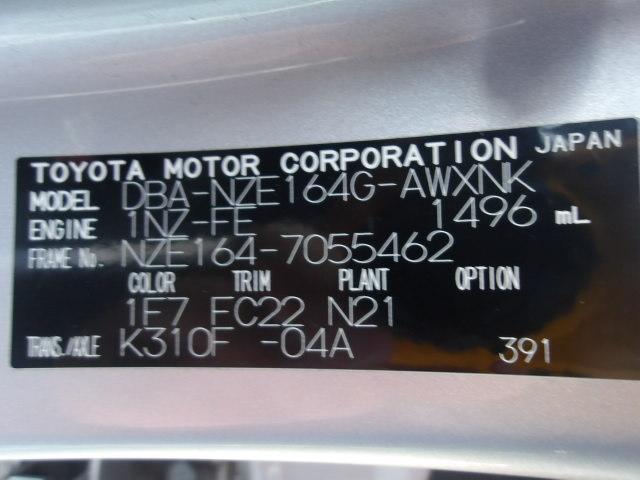 TOYOTA MOTOR CORPORATION JAPAN
MODEL DBA-NZE164G-AWXNK
ENGINE 1NZ-FE 1496 mL
FRAME No. NZE164-7055462
COLOR TRIM PLANT OPTION
1F7 FC22 N21
TRANS./AXLE K310F -04A 391